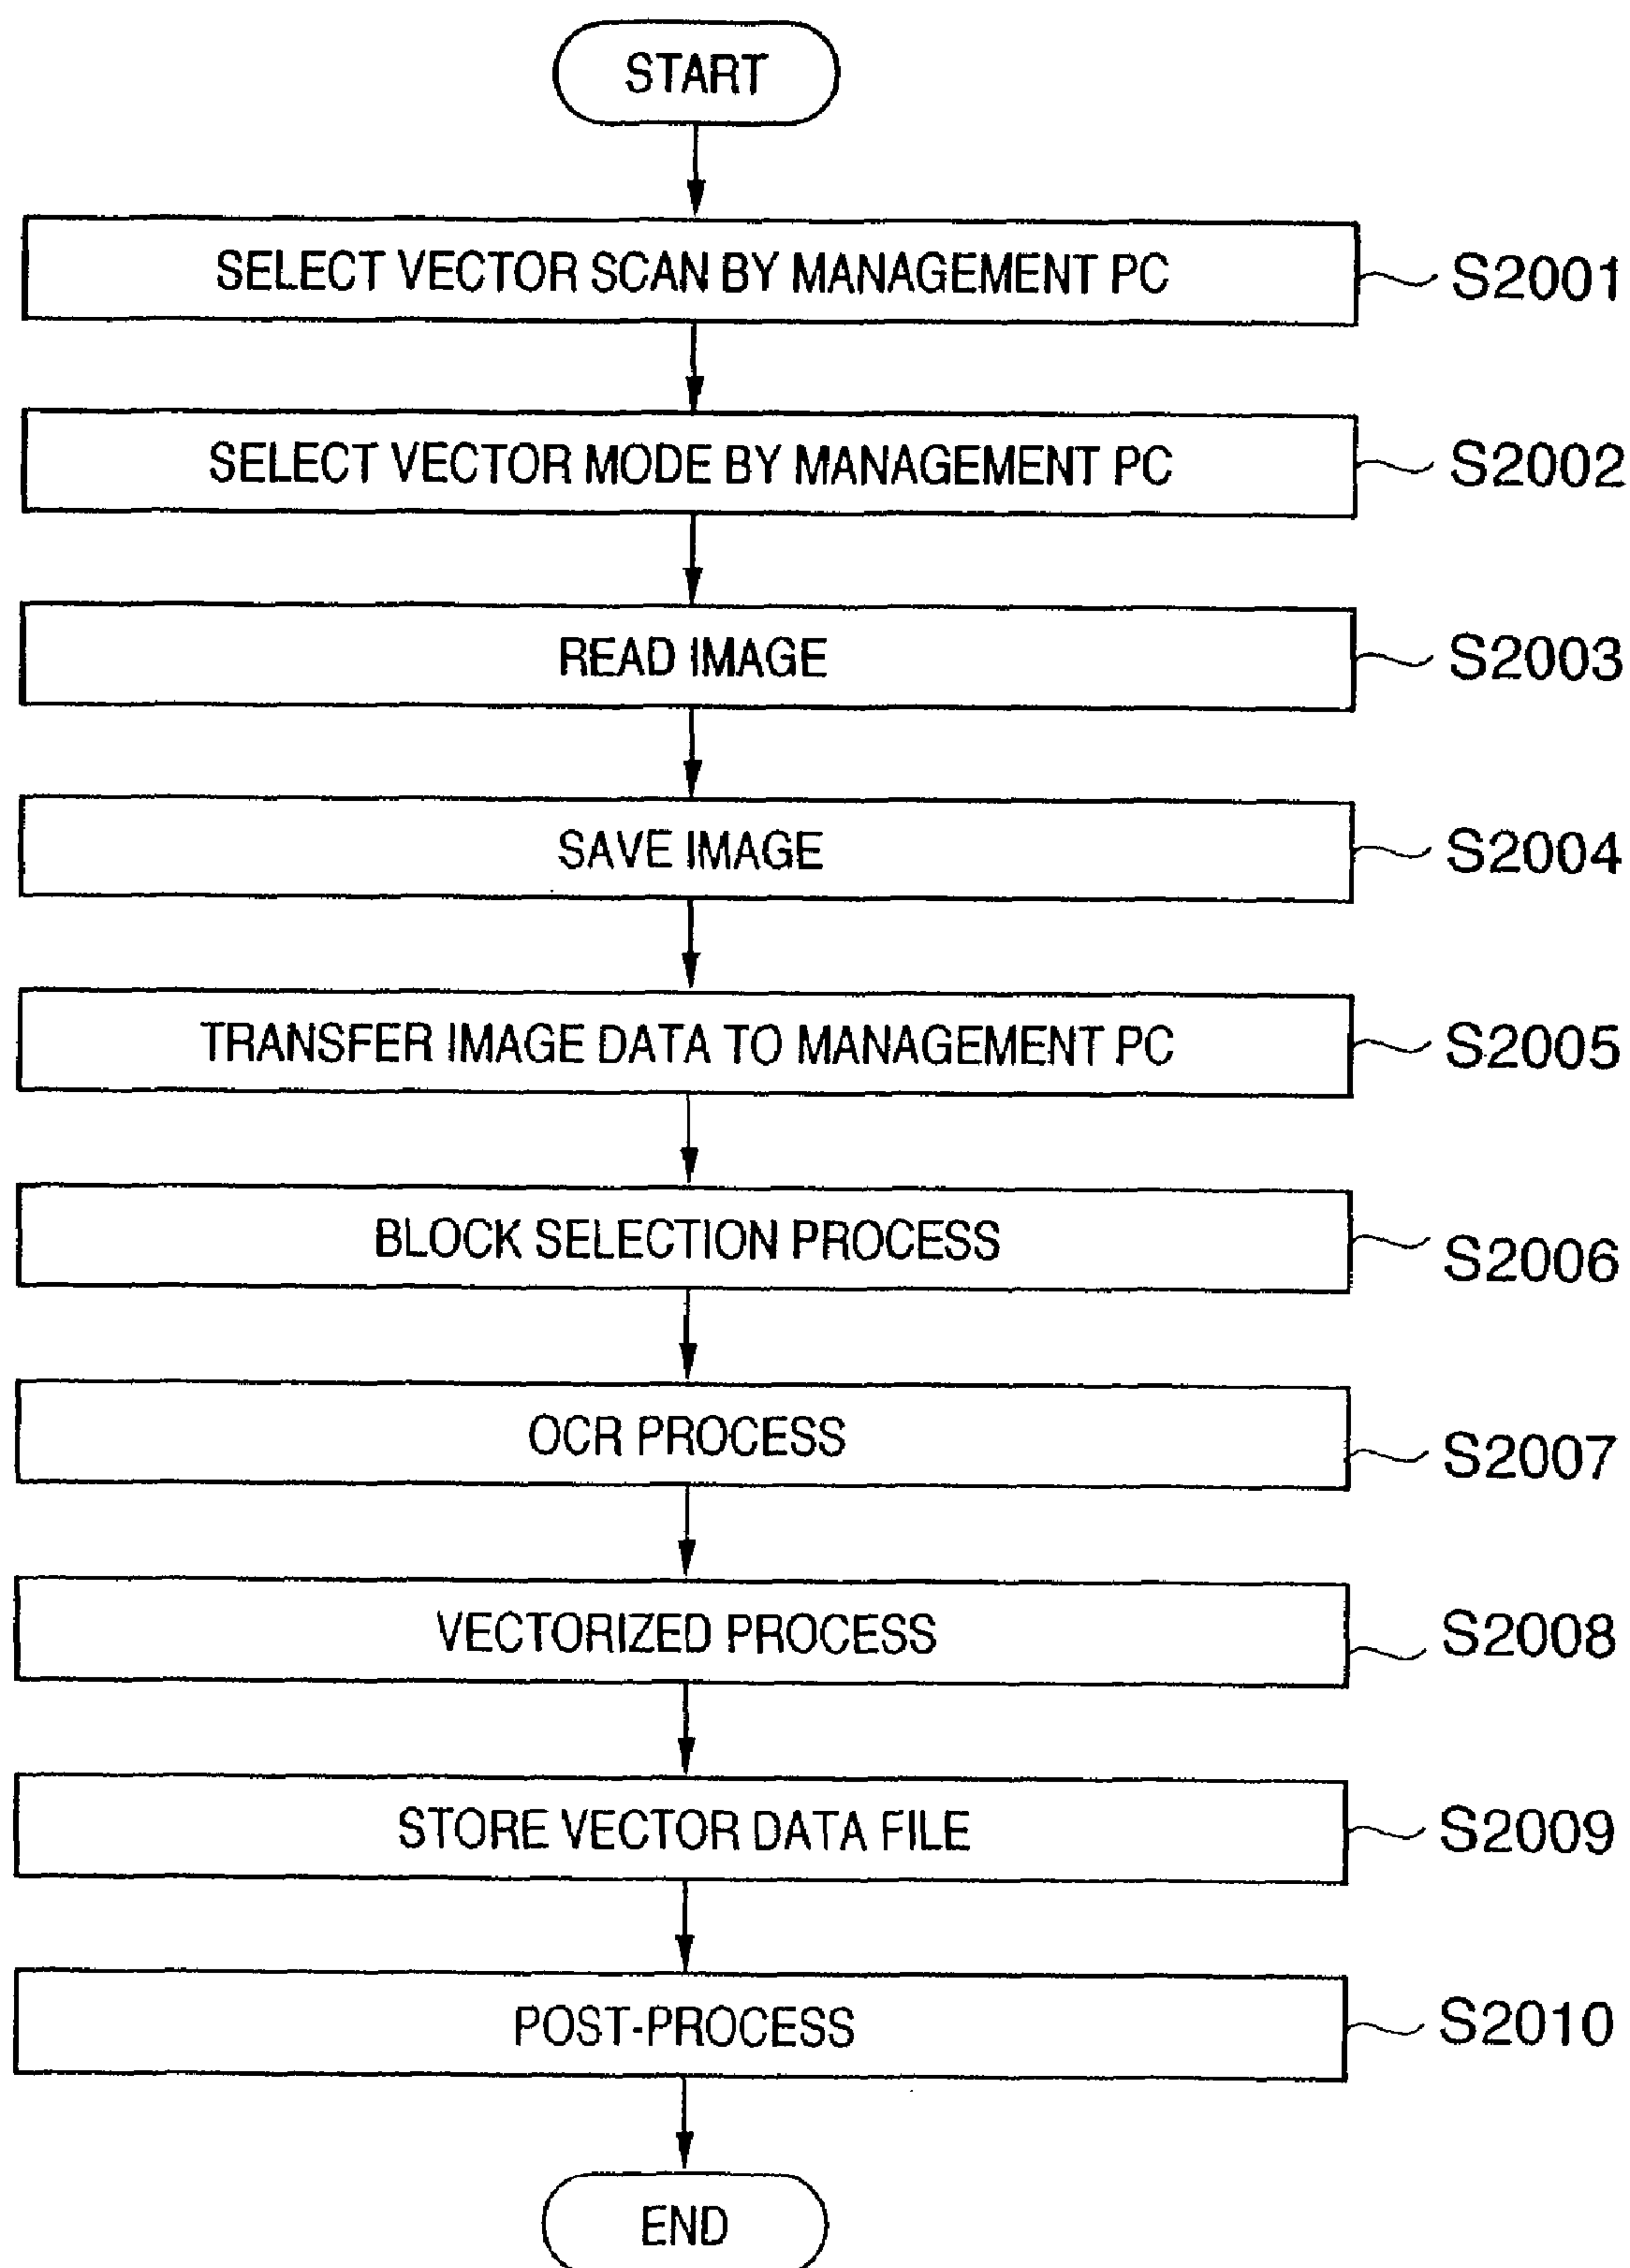 START
SELECT VECTOR SCAN BY MANAGEMENT PC S2001
SELECT VECTOR MODE BY MANAGEMENT PC S2002
READ IMAGE S2003
SAVE IMAGE S2004
TRANSFER IMAGE DATA TO MANAGEMENT PC S2005
BLOCK SELECTION PROCESS S2006
OCR PROCESS S2007
VECTORIZED PROCESS S2008
STORE VECTOR DATA FILE S2009
POST-PROCESS S2010
END